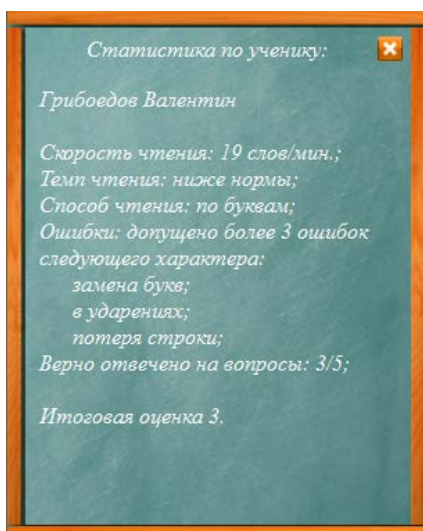 Статистика по ученику:
Грибоедов Валентин
Скорость чтения: 19 слов/мин.;
Темп чтения: ниже нормы;
Способ чтения: по буквам;
Ошибки: допущено более 3 ошибок
следующего характера:
замена букв;
в ударениях;
потеря строки;
Верно отвечено на вопросы: 3/5;
Итоговая оценка 3.